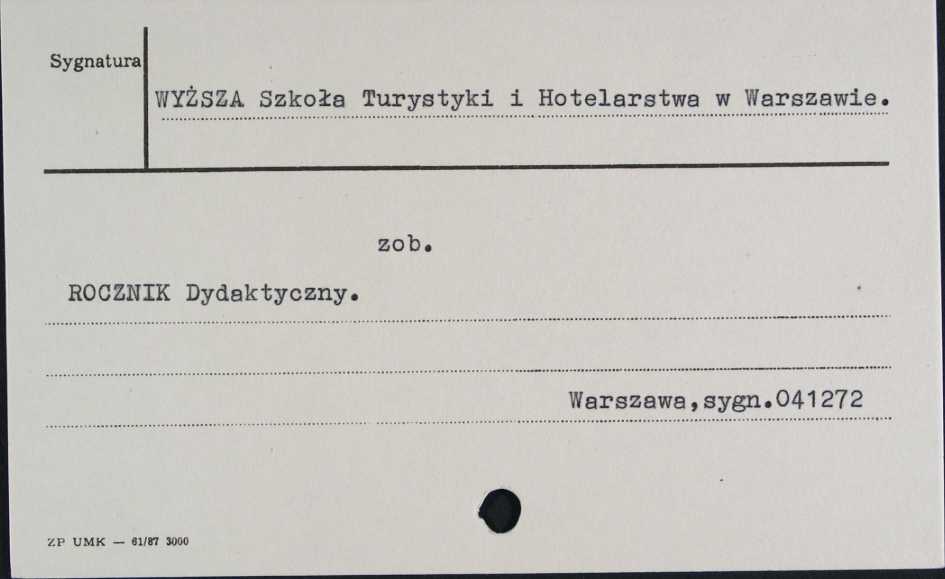 Sygnatura
WYŻSZA Szkoła Turystyki i Hotelarstwa w Warszawie.
zob.
ROCZNIK Dydaktyczny.
Warszawa,sygn.041272
ZP UMK — 61/87 3000